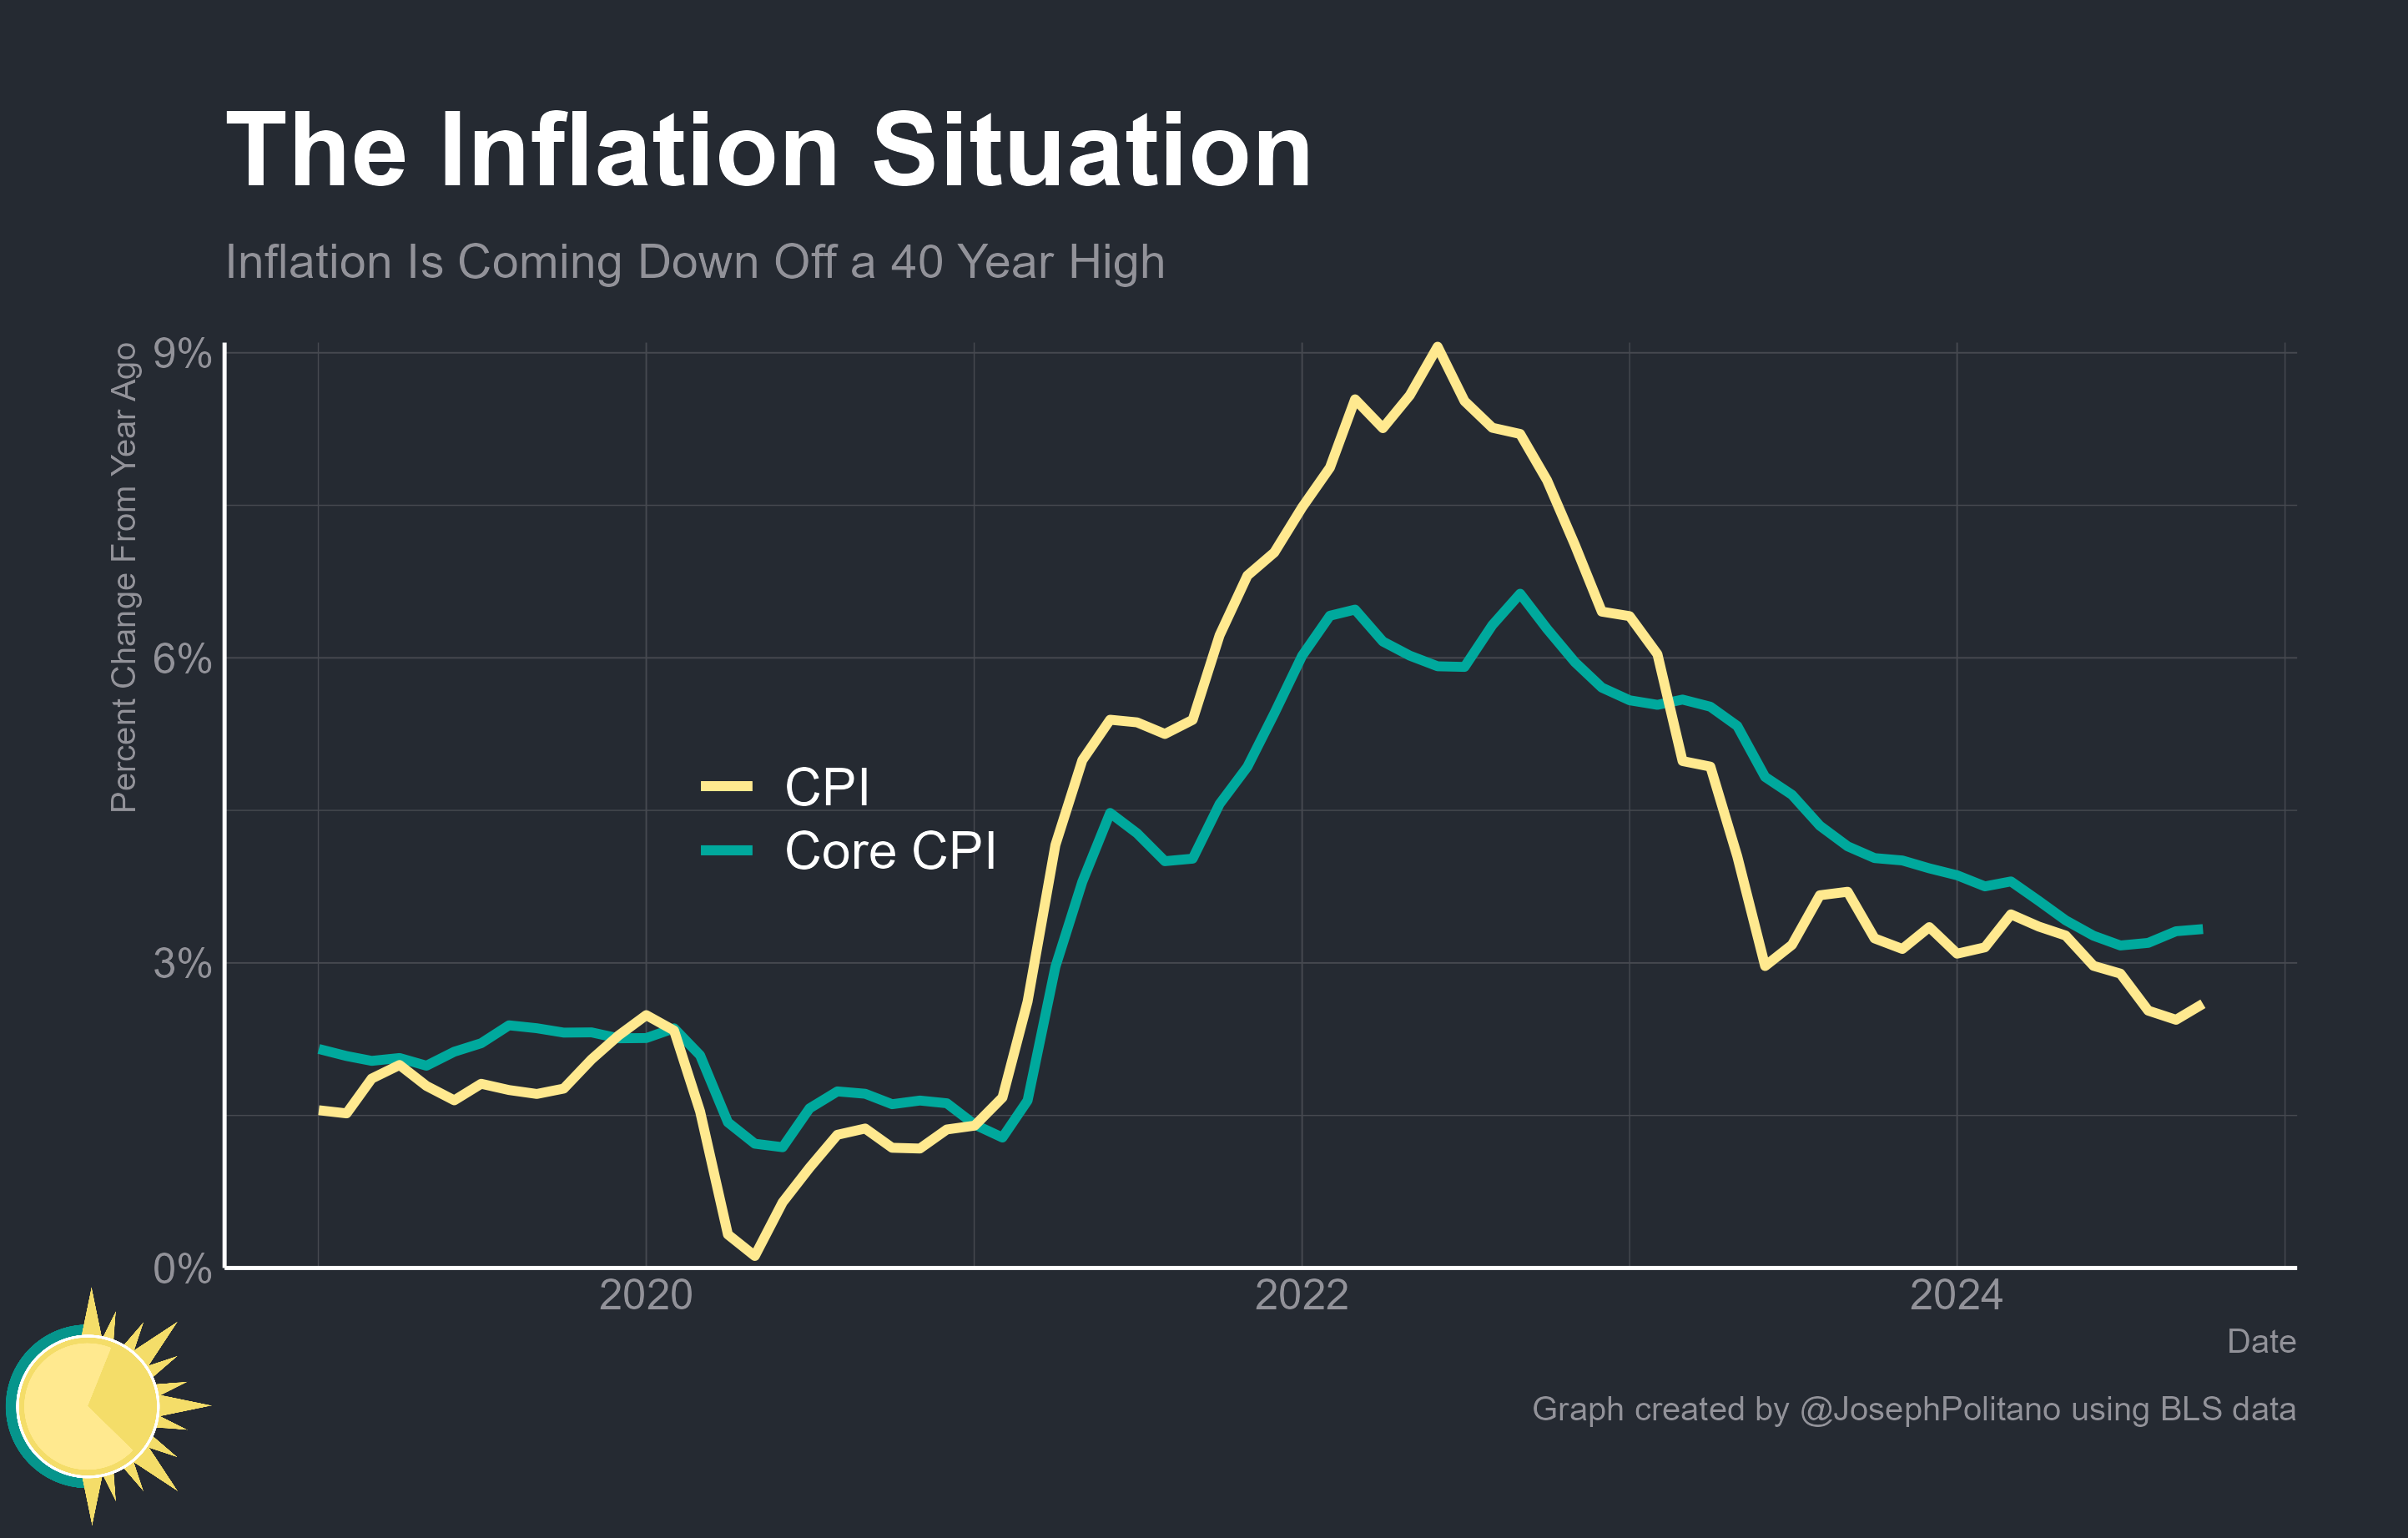 The Inflation Situation
Inflation Is Coming Down Off a 40 Year High
Percent Change From Year Ago
9%
6%
3%
0%
CPI
Core CPI
2020
2022
2024
Date
Graph created by @JosephPolitano using BLS data